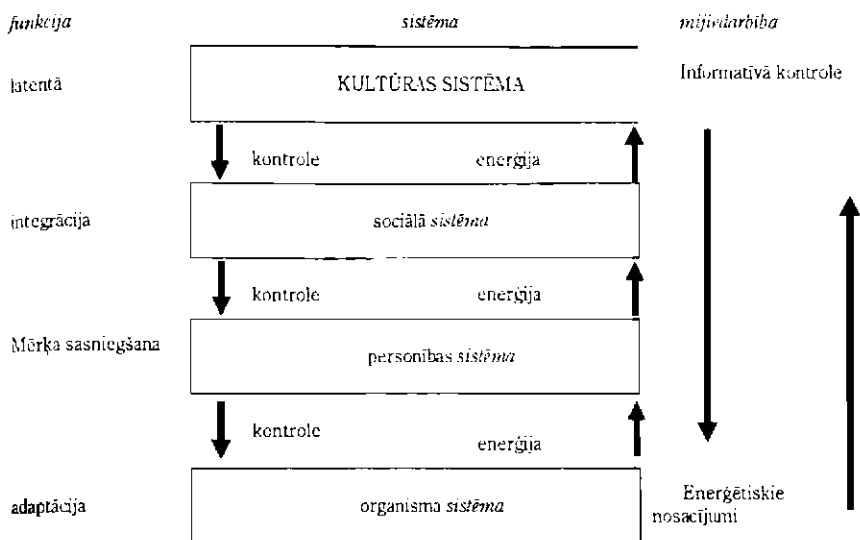 funkcija sistēma mijiedarbība
latentā KULTŪRAS SISTĒMA Informatīvā kontrole
kontrole enerģija
integrācija sociālā sistēma
kontrole enerģija
Mērķa sasniegšana personības sistēma
kontrole enerģija
adaptācija organisma sistēma Enerģētiskie
nosacījumi